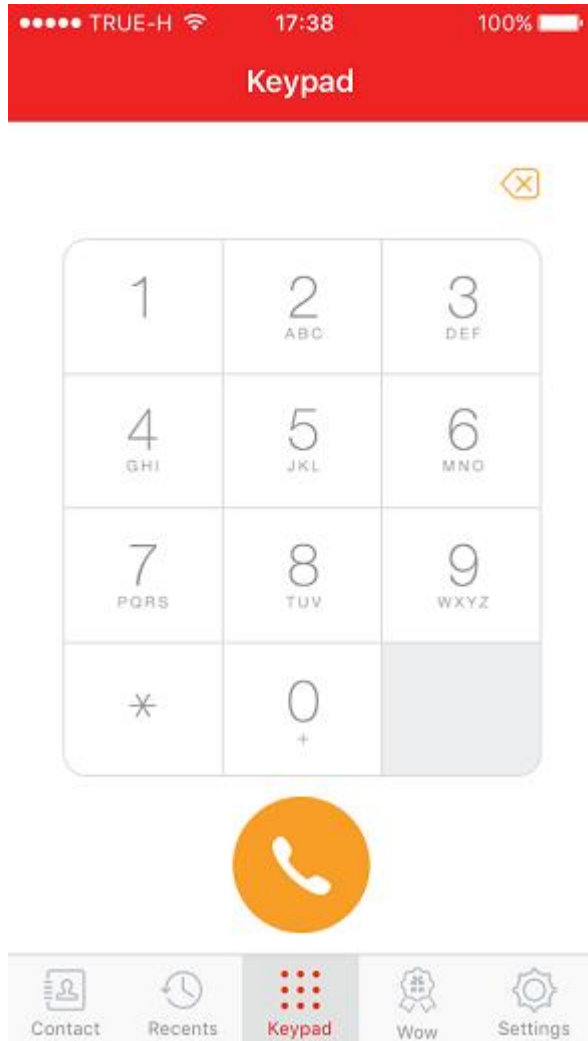 TRUE-H 17:38 100%
Keypad
1 2 3
ABC DEF
4 5 6
GHI JKL MNO
7 8 9
PQRS TUV WXYZ
* 0
+
Contact Recents Keypad Wow Settings